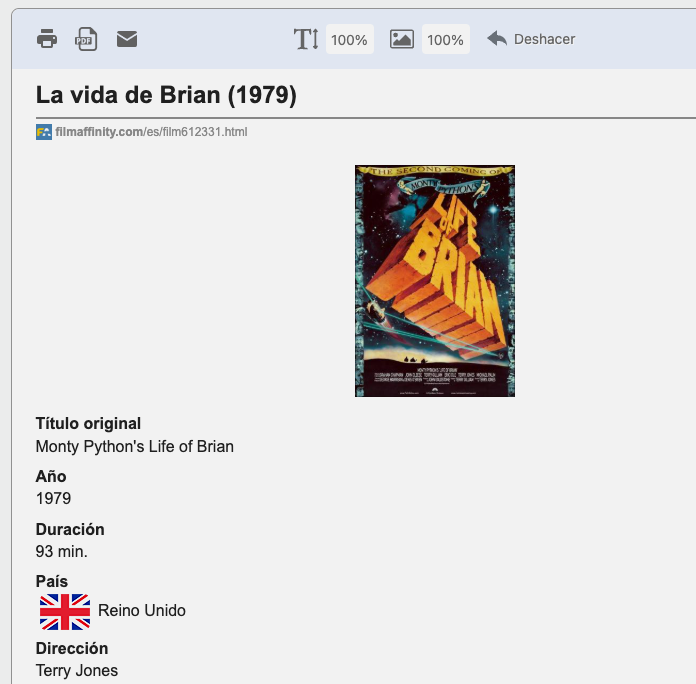 PDF
100%
100%
Deshacer
La vida de Brian (1979)
filmaffinity.com/es/film612331.html
THE SECOND COMING OF
MONTY PYTHON'S
LIFE
OF
BRIAN
Título original
Monty Python's Life of Brian
Año
1979
Duración
93 min.
País
Reino Unido
Dirección
Terry Jones